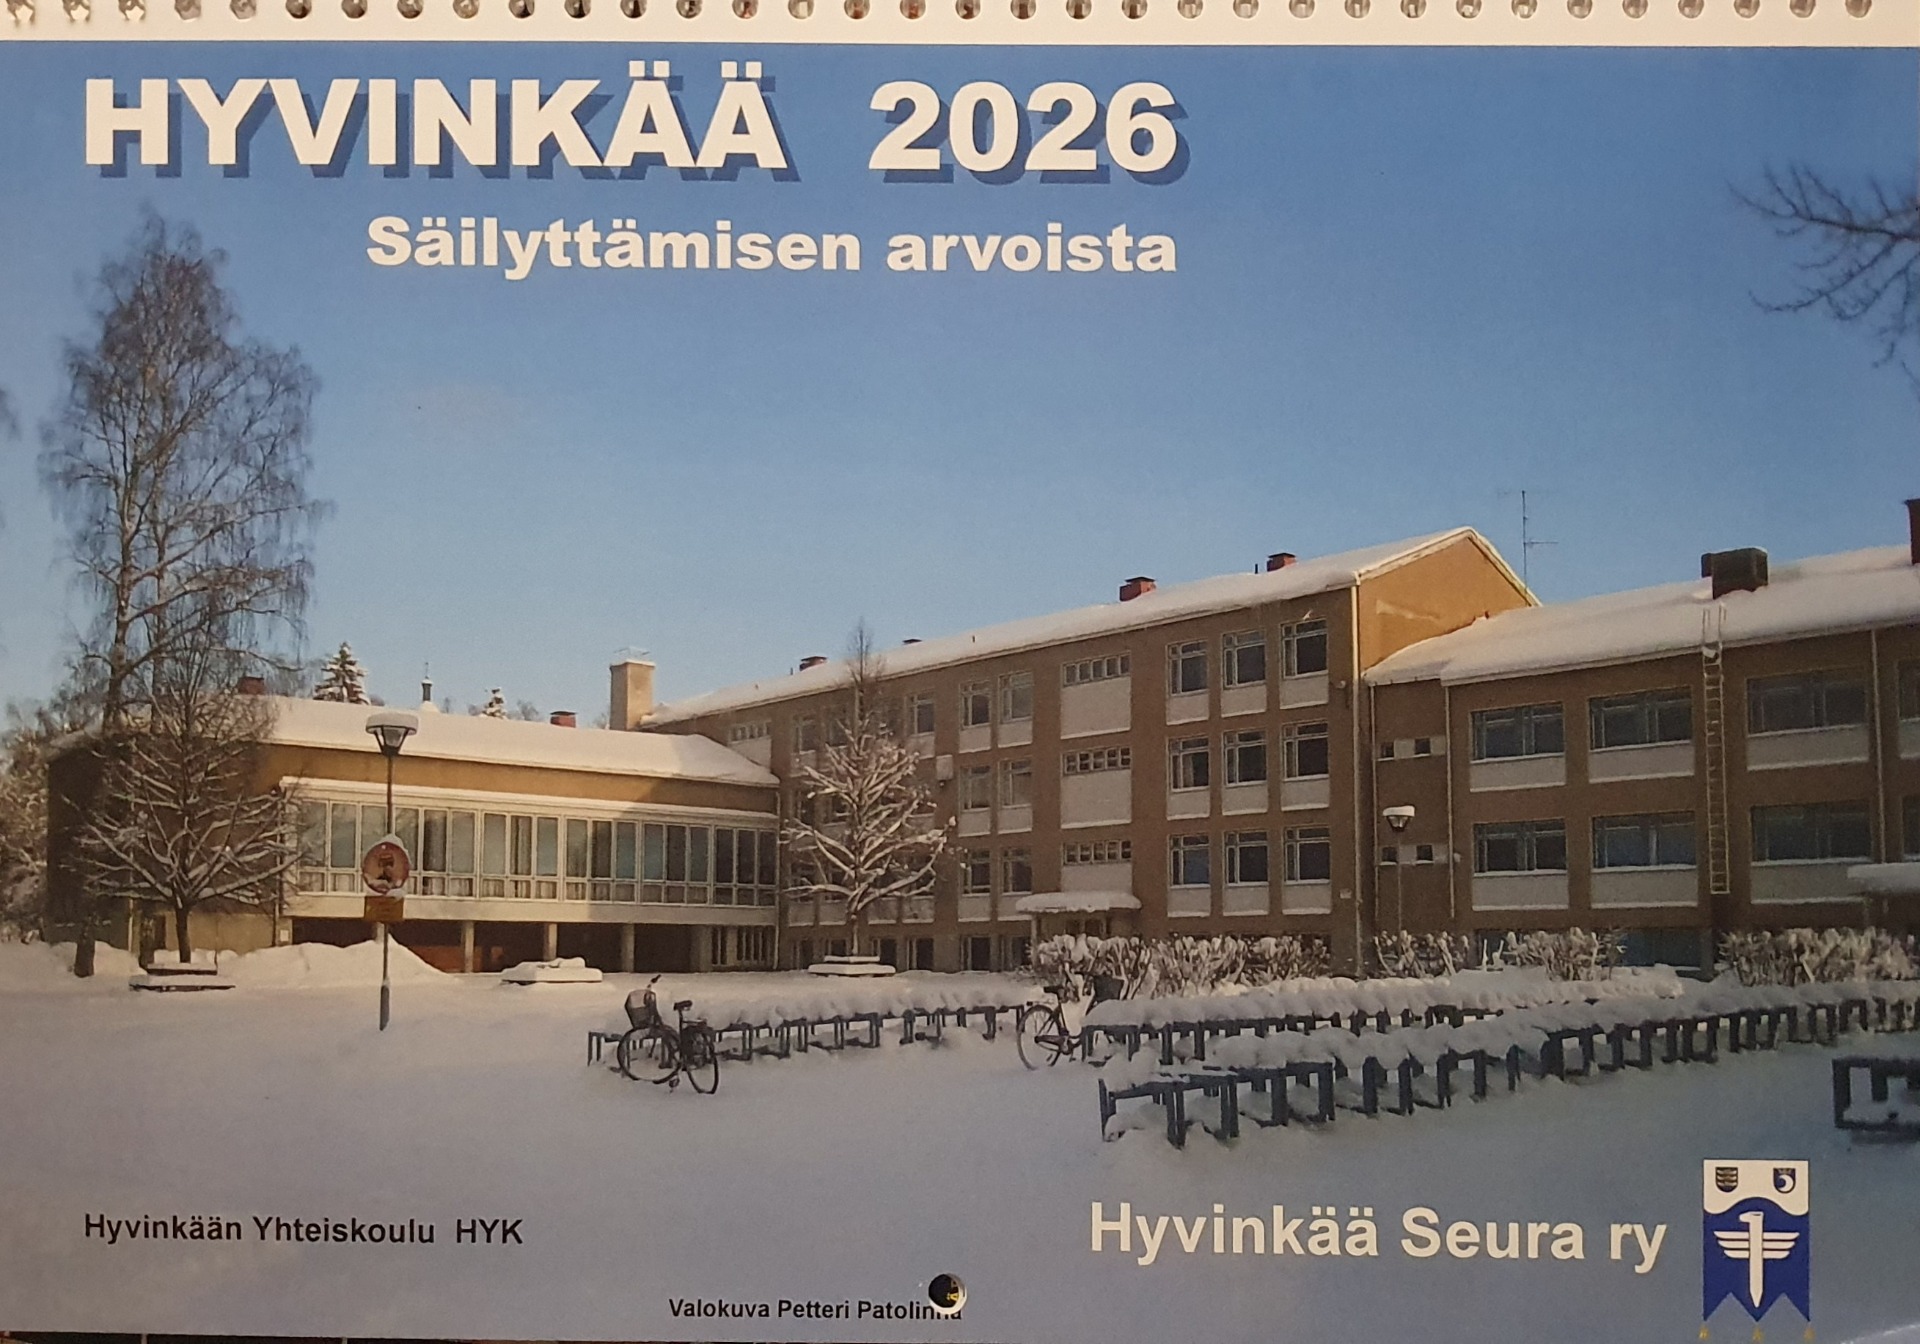 HYVINKÄÄ 2026
Säilyttämisen arvoista
Hyvinkään Yhteiskoulu HYK
Hyvinkää Seura ry
Valokuva Petteri Patolinna